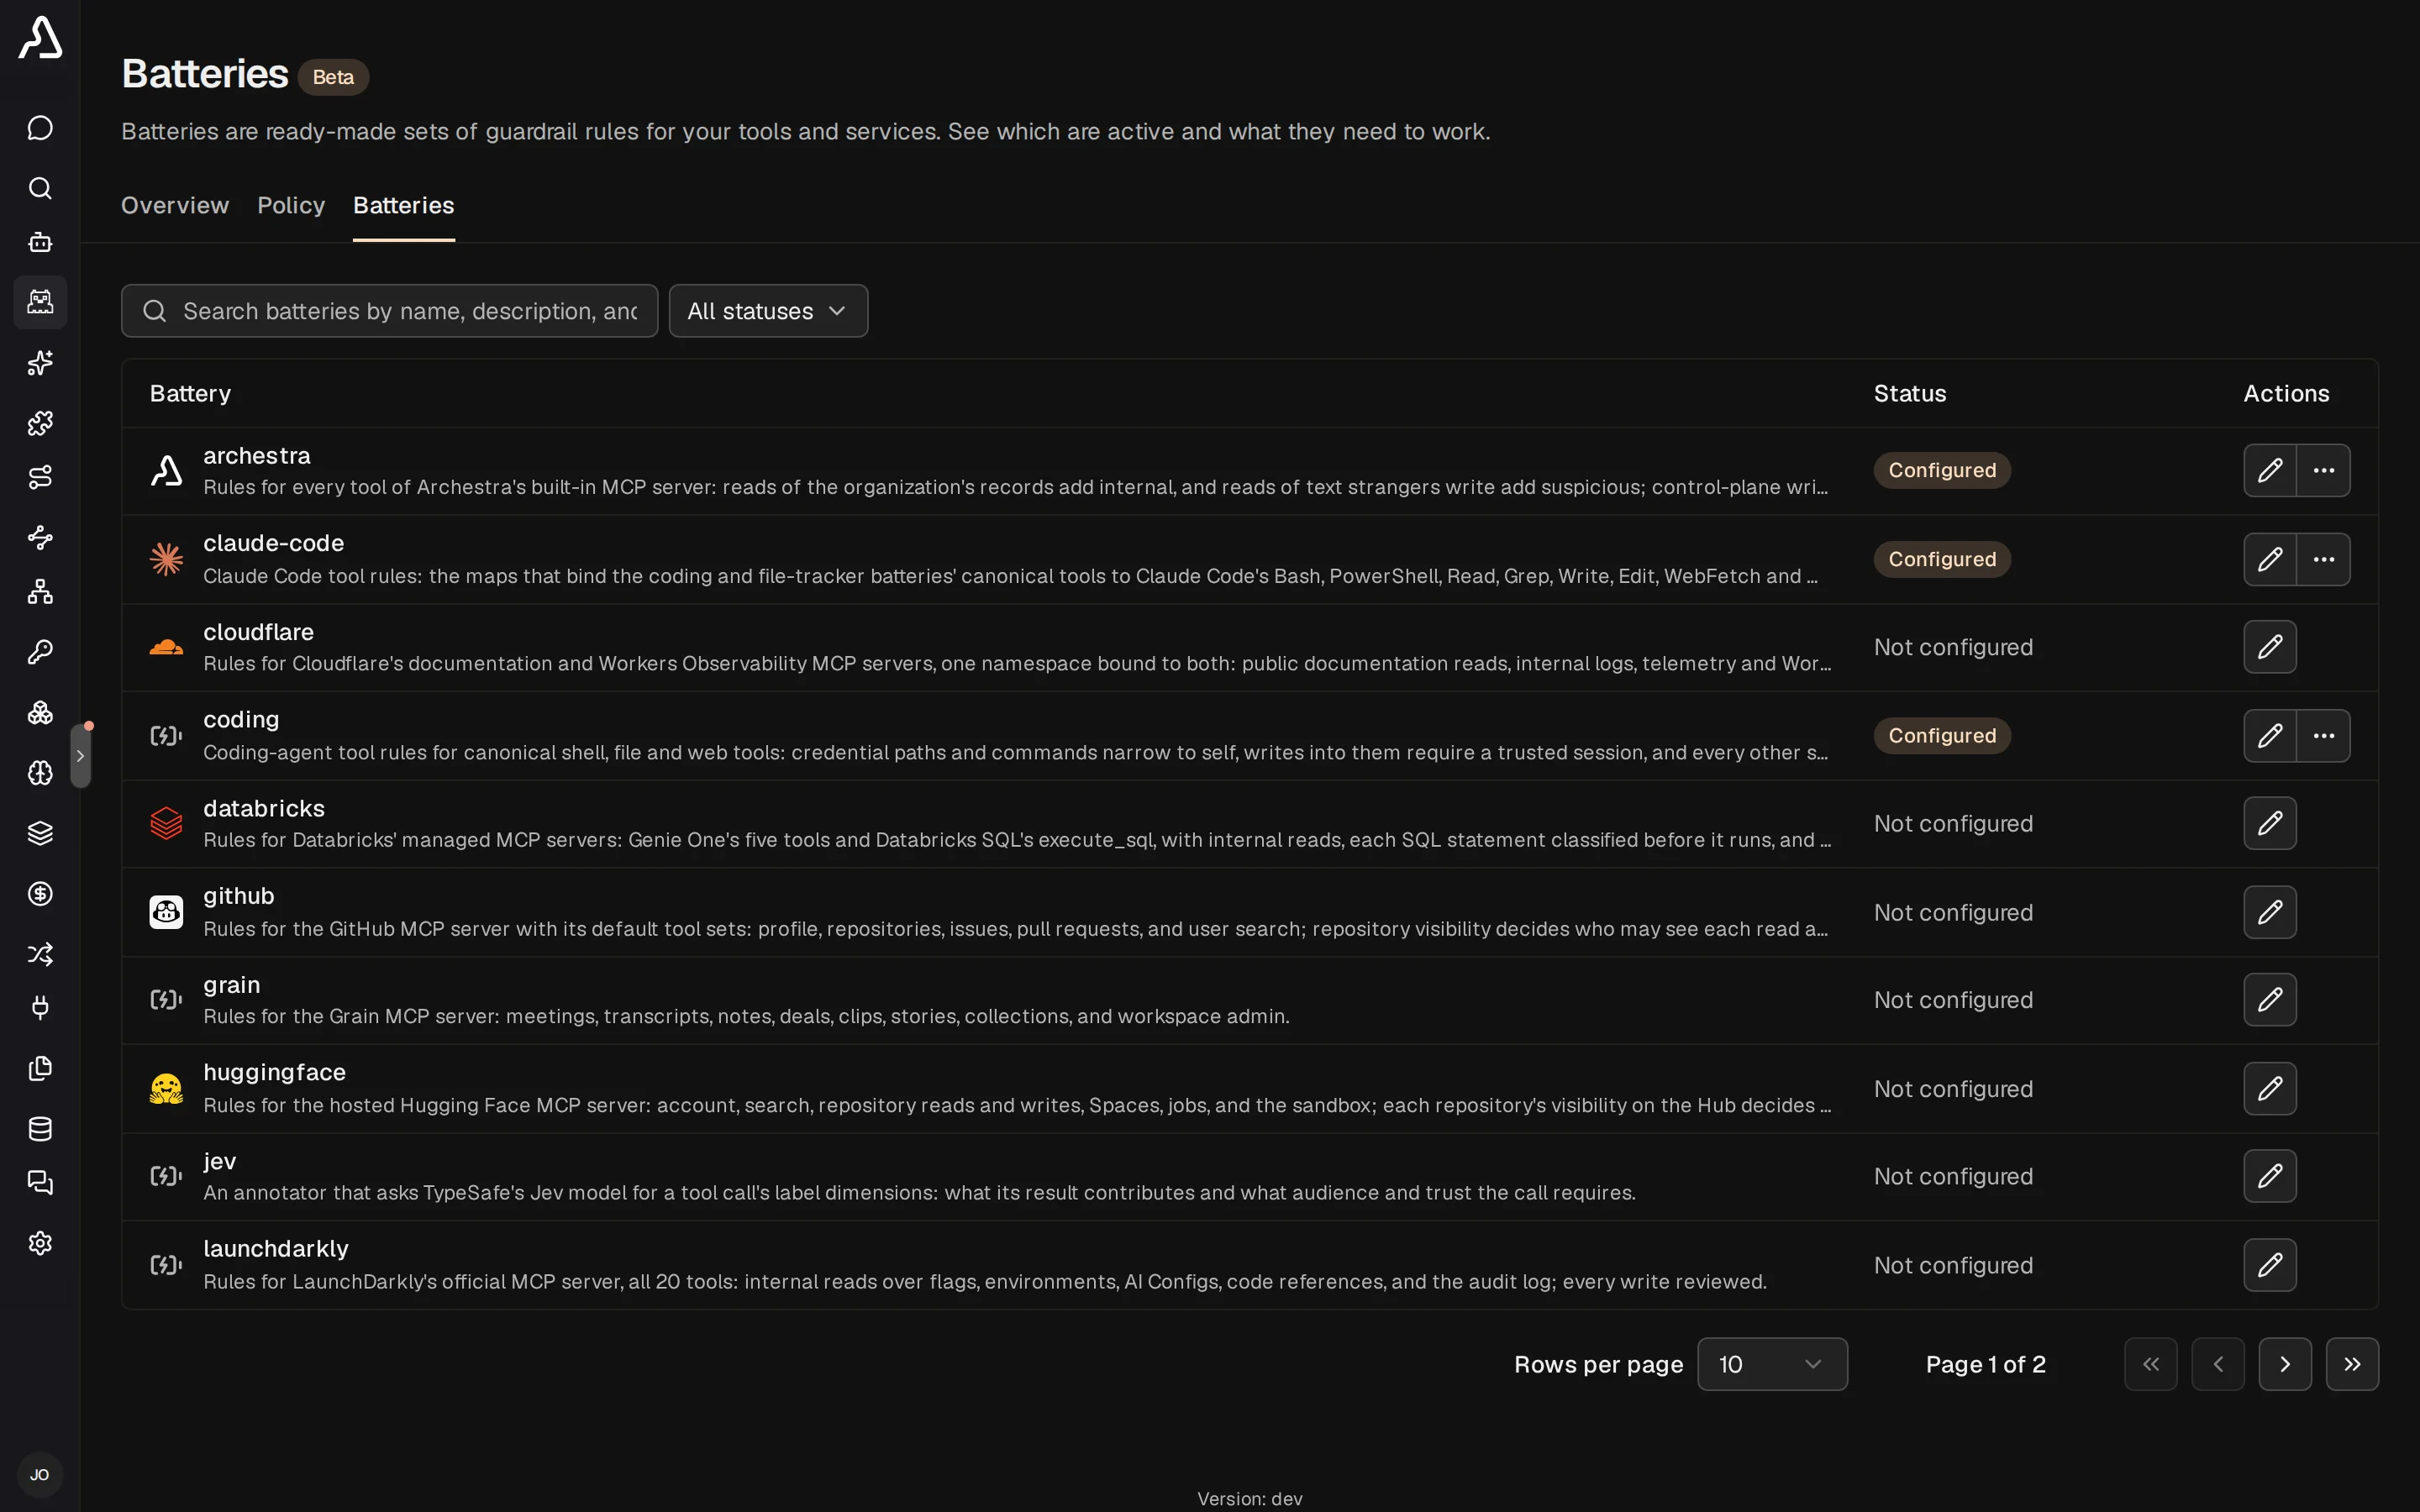 Batteries Beta
Batteries are ready-made sets of guardrail rules for your tools and services. See which are active and what they need to work.
Overview Policy Batteries
Search batteries by name, description, anc All statuses
Battery Status Actions
archestra
Rules for every tool of Archestra's built-in MCP server: reads of the organization's records add internal, and reads of text strangers write add suspicious; control-plane wri...
Configured
claude-code
Claude Code tool rules: the maps that bind the coding and file-tracker batteries' canonical tools to Claude Code's Bash, PowerShell, Read, Grep, Write, Edit, WebFetch and ...
Configured
cloudflare
Rules for Cloudflare's documentation and Workers Observability MCP servers, one namespace bound to both: public documentation reads, internal logs, telemetry and Wor...
Not configured
coding
Coding-agent tool rules for canonical shell, file and web tools: credential paths and commands narrow to self, writes into them require a trusted session, and every other s...
Configured
databricks
Rules for Databricks' managed MCP servers: Genie One's five tools and Databricks SQL's execute_sql, with internal reads, each SQL statement classified before it runs, and ...
Not configured
github
Rules for the GitHub MCP server with its default tool sets: profile, repositories, issues, pull requests, and user search; repository visibility decides who may see each read a...
Not configured
grain
Rules for the Grain MCP server: meetings, transcripts, notes, deals, clips, stories, collections, and workspace admin.
Not configured
huggingface
Rules for the hosted Hugging Face MCP server: account, search, repository reads and writes, Spaces, jobs, and the sandbox; each repository's visibility on the Hub decides ...
Not configured
jev
An annotator that asks TypeSafe's Jev model for a tool call's label dimensions: what its result contributes and what audience and trust the call requires.
Not configured
launchdarkly
Rules for LaunchDarkly's official MCP server, all 20 tools: internal reads over flags, environments, AI Configs, code references, and the audit log; every write reviewed.
Not configured
Rows per page 10 Page 1 of 2
JO
Version: dev